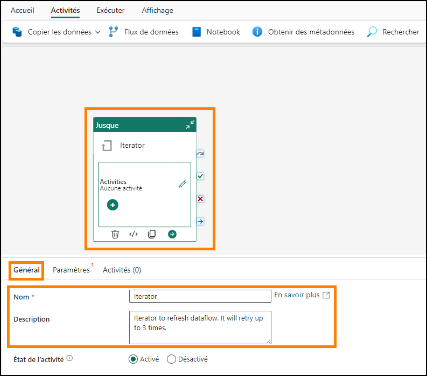 Accueil Activités Exécuter Affichage
Copier les données Flux de données Notebook Obtenir des métadonnées Rechercher
Jusque
Iterator
Activities
Aucune activité
Général Paramètres 1 Activités (0)
Nom * Iterator En savoir plus
Description Iterator to refresh dataflow. It will retry up
to 3 times.
État de l'activité Activé Désactivé